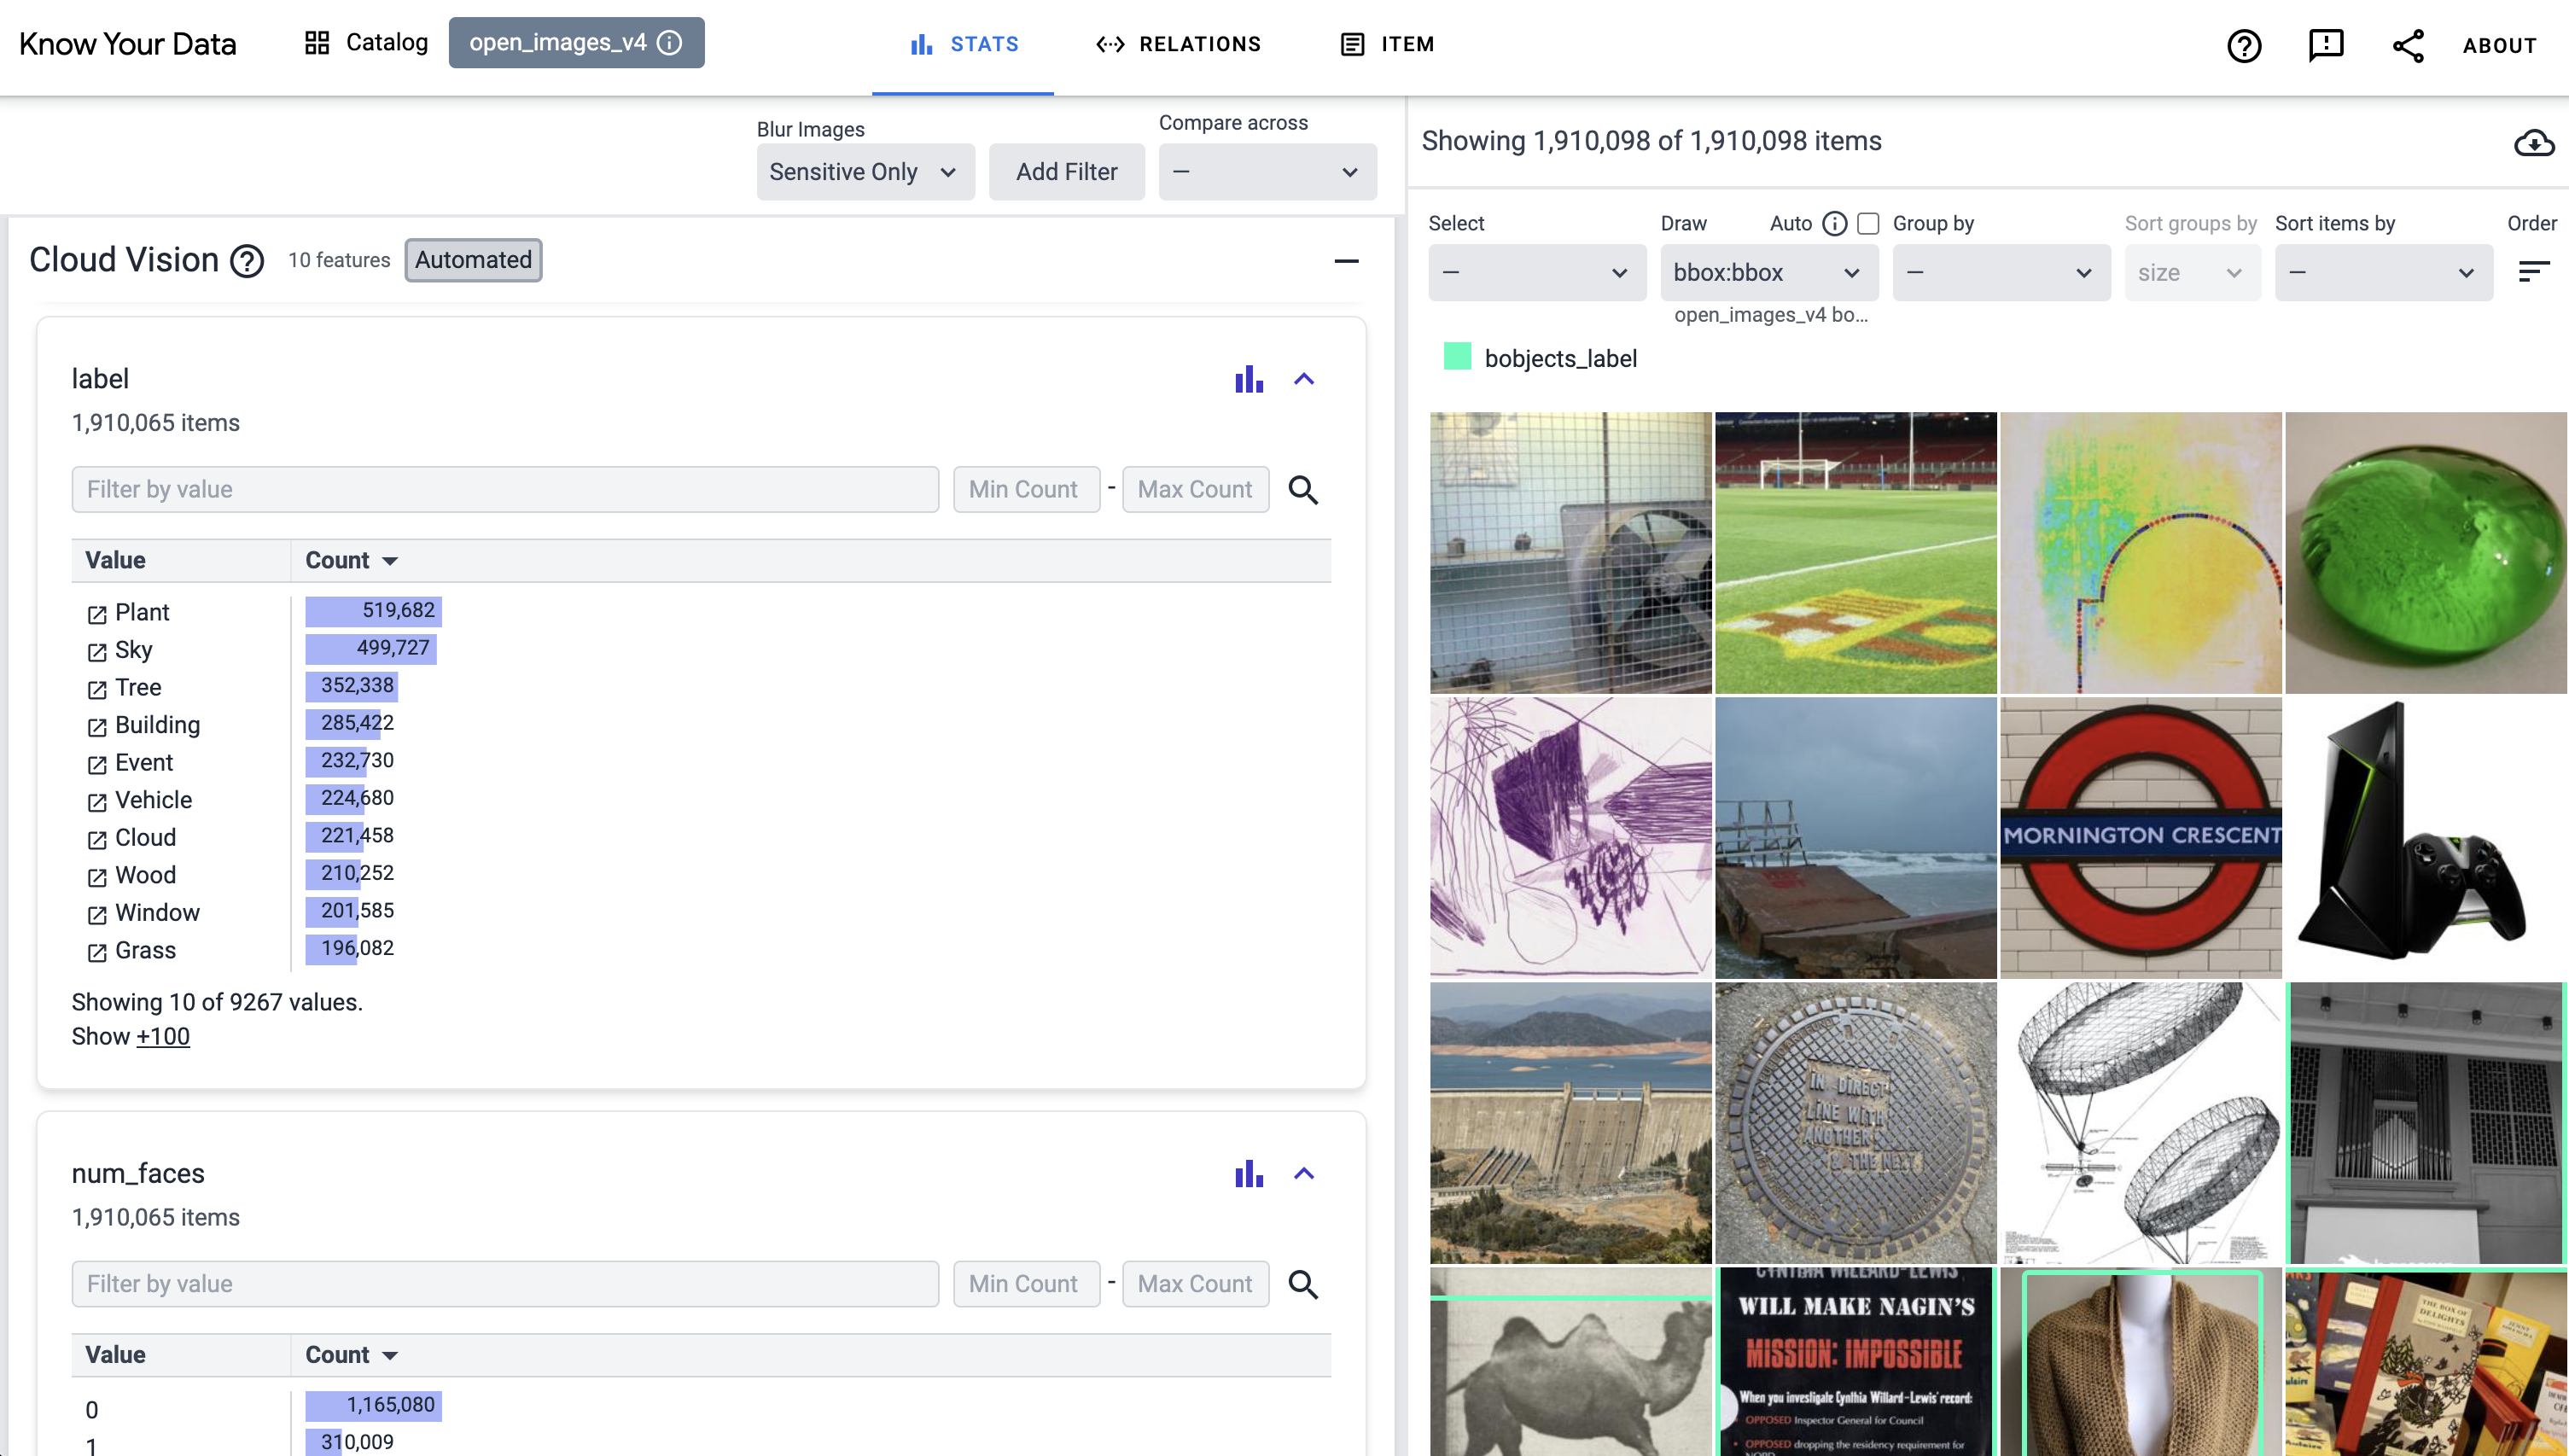 Know Your Data
Catalog
open_images_v4
STATS
RELATIONS
ITEM
ABOUT
Blur Images
Sensitive Only
Add Filter
Compare across
—
Cloud Vision
10 features
Automated
label
1,910,065 items
Filter by value
Min Count
-
Max Count
Value
Count
Plant 519,682
Sky 499,727
Tree 352,338
Building 285,422
Event 232,730
Vehicle 224,680
Cloud 221,458
Wood 210,252
Window 201,585
Grass 196,082
Showing 10 of 9267 values.
Show +100
num_faces
1,910,065 items
Filter by value
Min Count
-
Max Count
Value
Count
0 1,165,080
1 310,009
Showing 1,910,098 of 1,910,098 items
Select
—
Draw
Auto
bbox:bbox
open_images_v4 bo...
Group by
—
Sort groups by
size
Sort items by
—
Order
bobjects_label
MORNINGTON CRESCENT
IN DIRECT
LINE WITH
ANOTHER
& THE NEXT
CYNTHIA WILLARD-LEWIS
WILL MAKE NAGIN'S
MISSION: IMPOSSIBLE
When you investigate Cynthia Willard-Lewis' record:
• OPPOSED Inspector General for Council
• OPPOSED dropping the residency requirement for
THE BOX OF
DELIGHTS